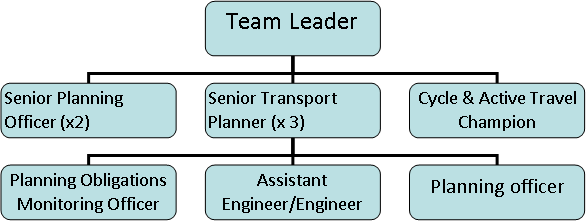 Team Leader
Senior Planning
Officer (x2)
Senior Transport
Planner (x 3)
Cycle & Active Travel
Champion
Planning Obligations
Monitoring Officer
Assistant
Engineer/Engineer
Planning officer